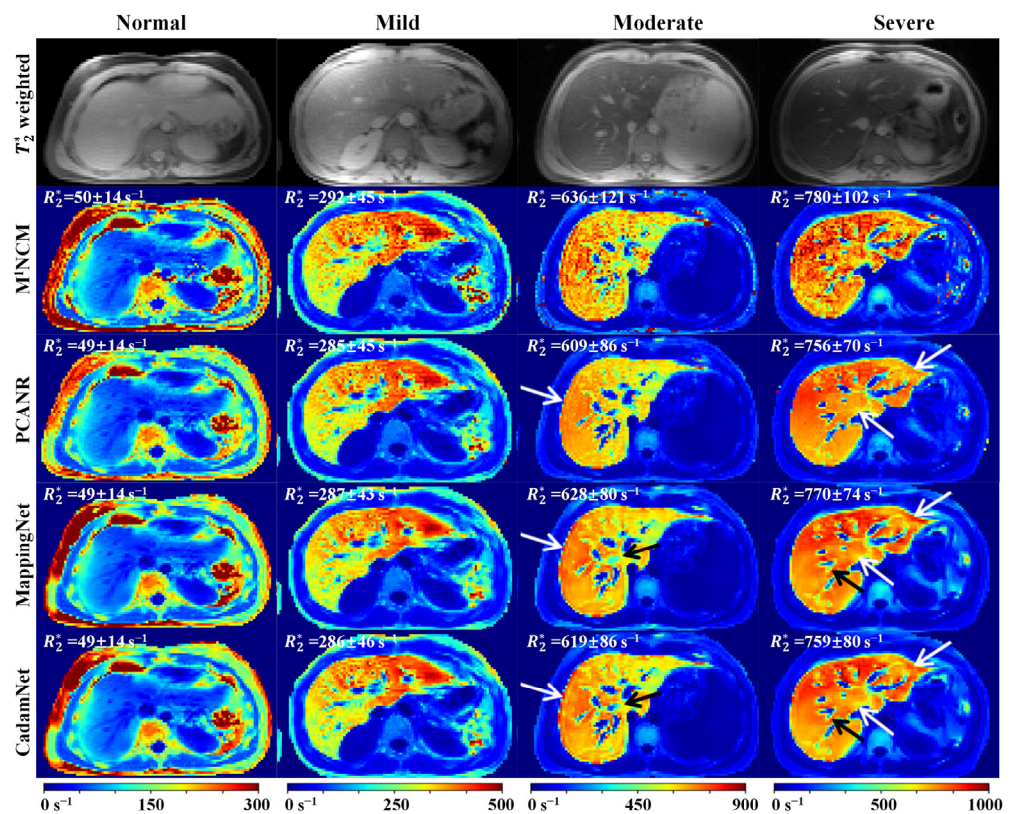 Normal Mild Moderate Severe
T₂* weighted
M¹NCM
R₂*=50±14 s⁻¹ R₂*=292±45 s⁻¹ R₂*=636±121 s⁻¹ R₂*=780±102 s⁻¹
PCANR
R₂*=49±14 s⁻¹ R₂*=285±45 s⁻¹ R₂*=609±86 s⁻¹ R₂*=756±70 s⁻¹
MappingNet
R₂*=49±14 s⁻¹ R₂*=287±43 s⁻¹ R₂*=628±80 s⁻¹ R₂*=770±74 s⁻¹
CadamNet
R₂*=49±14 s⁻¹ R₂*=286±46 s⁻¹ R₂*=619±86 s⁻¹ R₂*=759±80 s⁻¹
0 s⁻¹ 150 300 0 s⁻¹ 250 500 0 s⁻¹ 450 900 0 s⁻¹ 500 1000